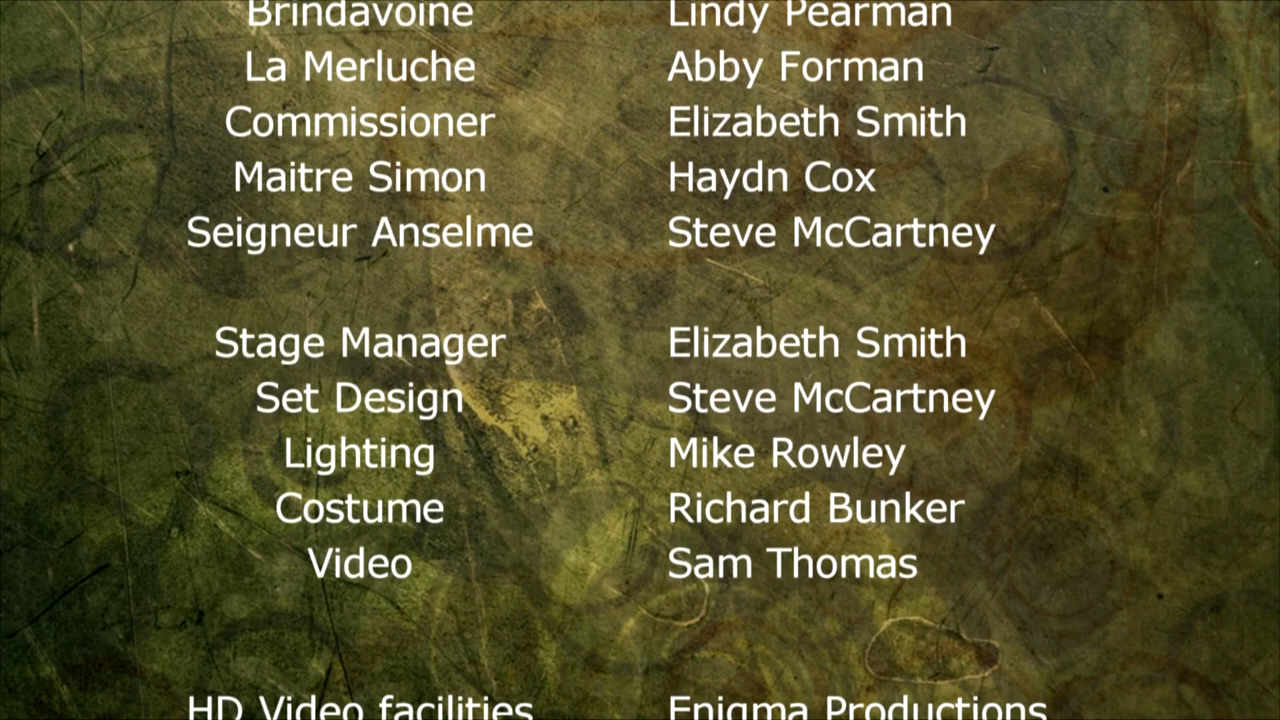 Brindavoine Lindy Pearman
La Merluche Abby Forman
Commissioner Elizabeth Smith
Maitre Simon Haydn Cox
Seigneur Anselme Steve McCartney
Stage Manager Elizabeth Smith
Set Design Steve McCartney
Lighting Mike Rowley
Costume Richard Bunker
Video Sam Thomas
HD Video facilities Enigma Productions